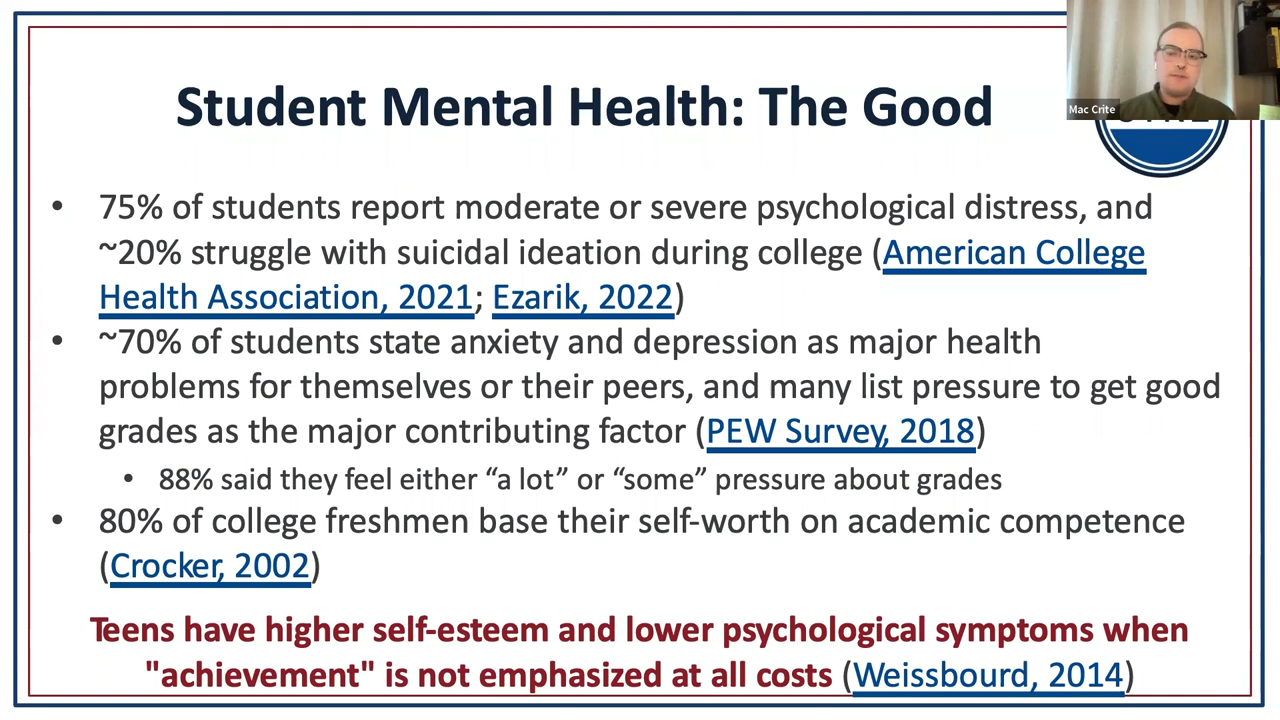 Student Mental Health: The Good
Mac Crite
• 75% of students report moderate or severe psychological distress, and
~20% struggle with suicidal ideation during college (American College
Health Association, 2021; Ezarik, 2022)
• ~70% of students state anxiety and depression as major health
problems for themselves or their peers, and many list pressure to get good
grades as the major contributing factor (PEW Survey, 2018)
• 88% said they feel either “a lot” or “some” pressure about grades
• 80% of college freshmen base their self-worth on academic competence
(Crocker, 2002)
Teens have higher self-esteem and lower psychological symptoms when
"achievement" is not emphasized at all costs (Weissbourd, 2014)